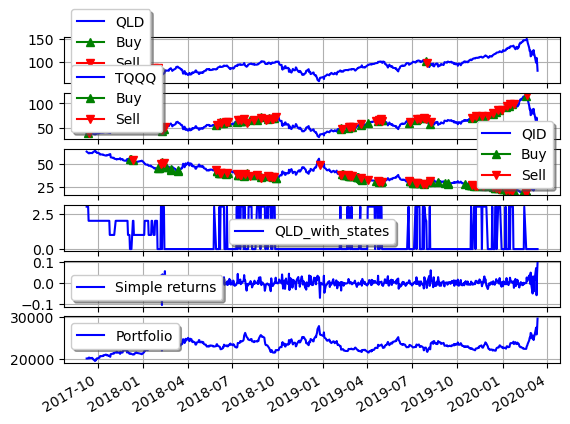 QLD
Buy
Sell
150
100
TQQQ
Buy
Sell
100
50
QID
Buy
Sell
50
25
QLD_with_states
2.5
0.0
Simple returns
0.1
0.0
−0.1
Portfolio
30000
20000
2017-10
2018-01
2018-04
2018-07
2018-10
2019-01
2019-04
2019-07
2019-10
2020-01
2020-04